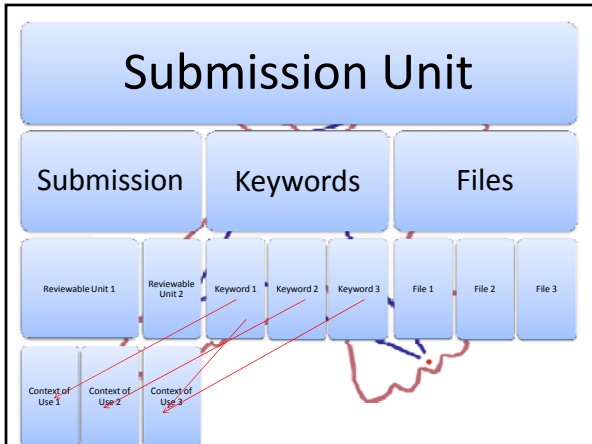 Submission Unit
Submission
Keywords
Files
Reviewable Unit 1
Reviewable
Unit 2
Keyword 1
Keyword 2
Keyword 3
File 1
File 2
File 3
Context of
Use 1
Context of
Use 2
Context of
Use 3